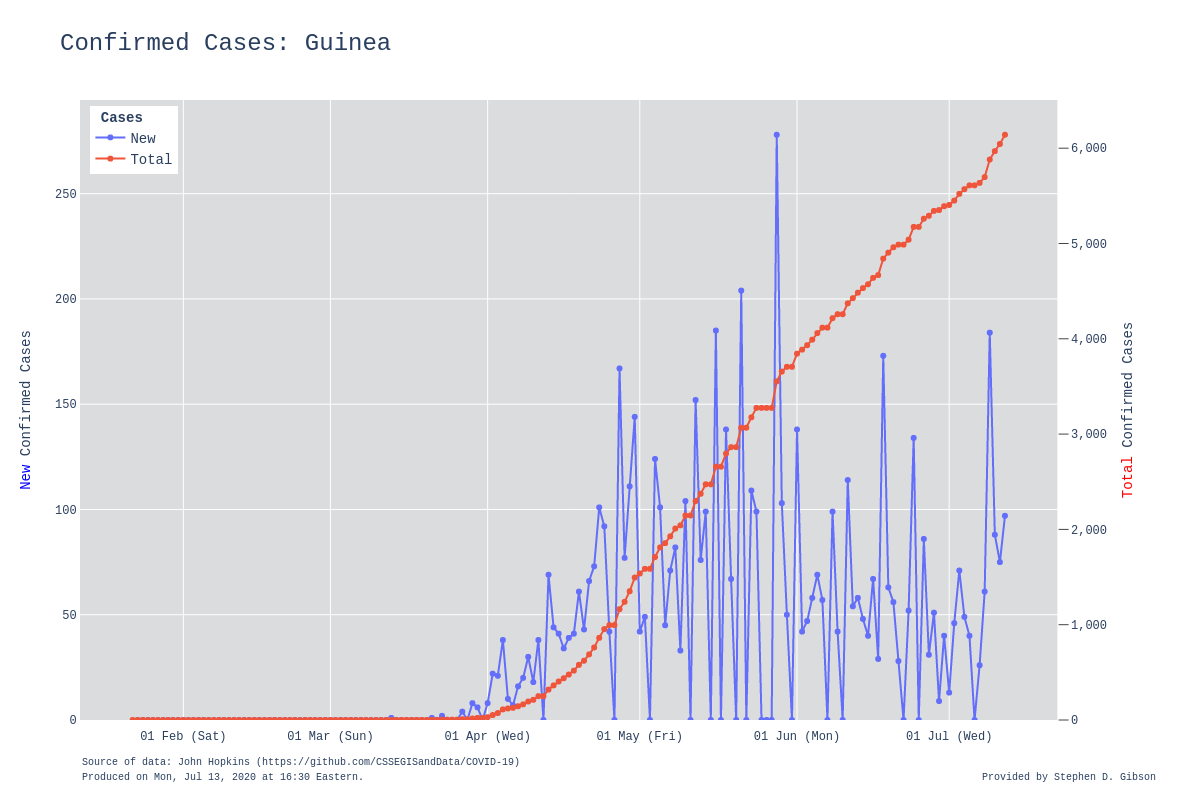 Confirmed Cases: Guinea
Cases
New
Total
250
200
150
100
50
0
6,000
5,000
4,000
3,000
2,000
1,000
0
New Confirmed Cases
Total Confirmed Cases
01 Feb (Sat)
01 Mar (Sun)
01 Apr (Wed)
01 May (Fri)
01 Jun (Mon)
01 Jul (Wed)
Source of data: John Hopkins (https://github.com/CSSEGISandData/COVID-19)
Produced on Mon, Jul 13, 2020 at 16:30 Eastern.
Provided by Stephen D. Gibson